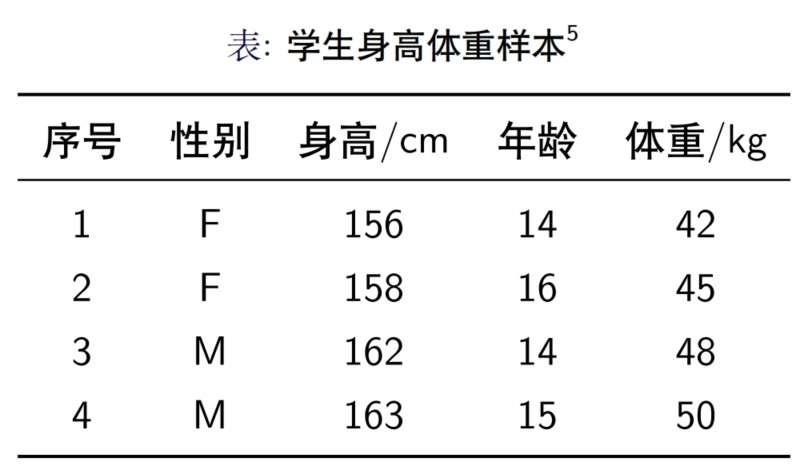 表: 学生身高体重样本5
序号 性别 身高/cm 年龄 体重/kg
1 F 156 14 42
2 F 158 16 45
3 M 162 14 48
4 M 163 15 50